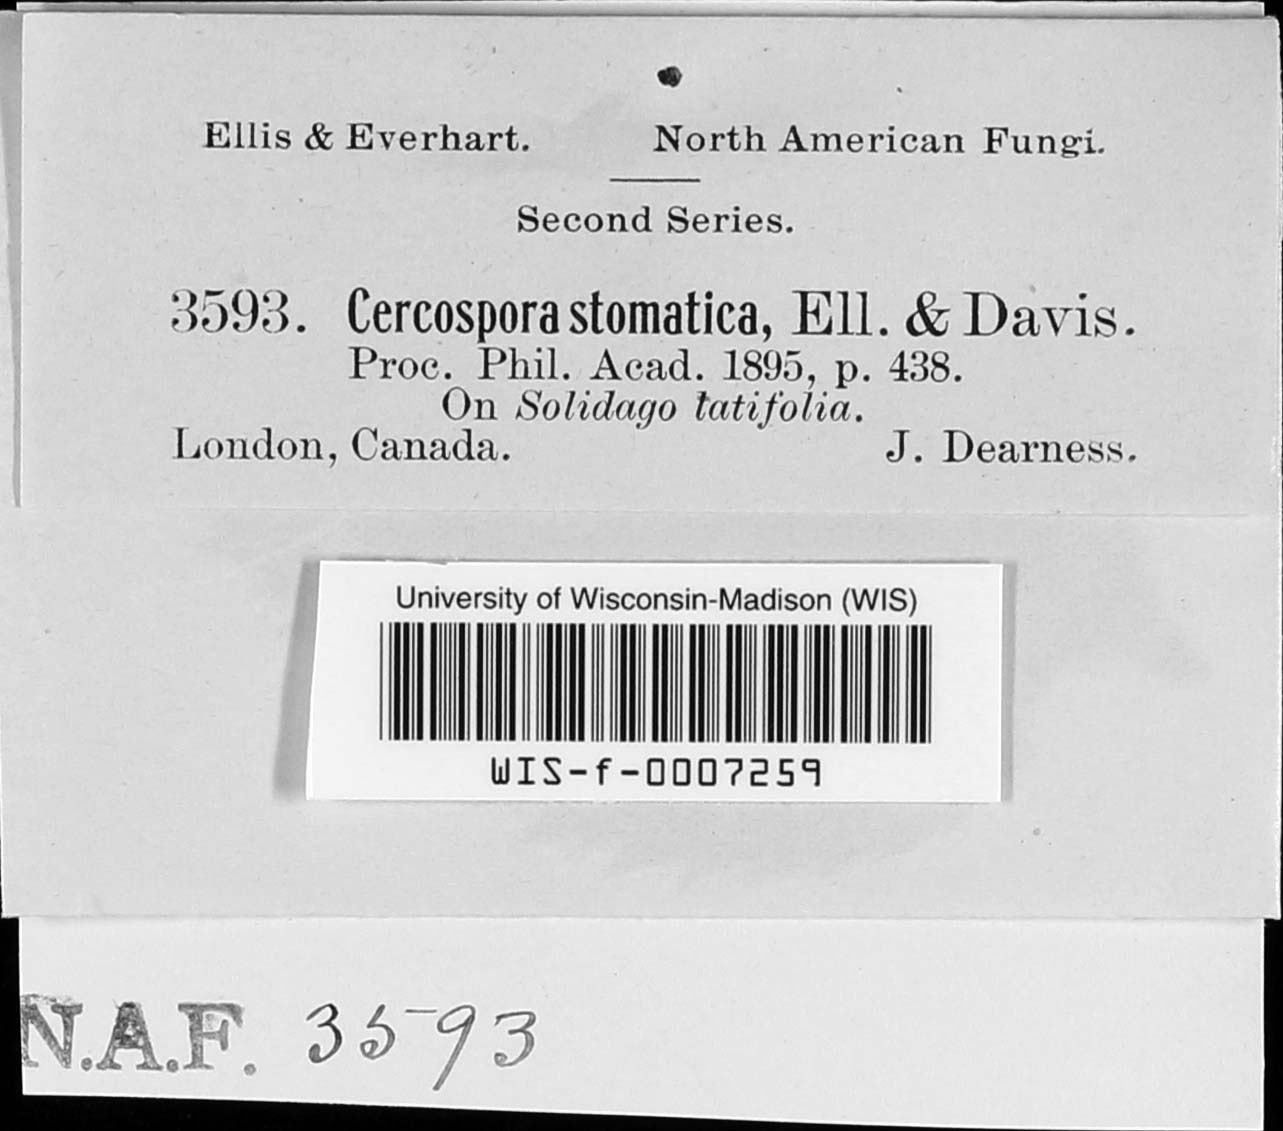 Ellis & Everhart. North American Fungi.
Second Series.
3593. Cercospora stomatica, Ell. & Davis.
Proc. Phil. Acad. 1895, p. 438.
On Solidago tatifolia.
London, Canada. J. Dearness.
University of Wisconsin-Madison (WIS)
WIS-f-0007259
N.A.F. 3593